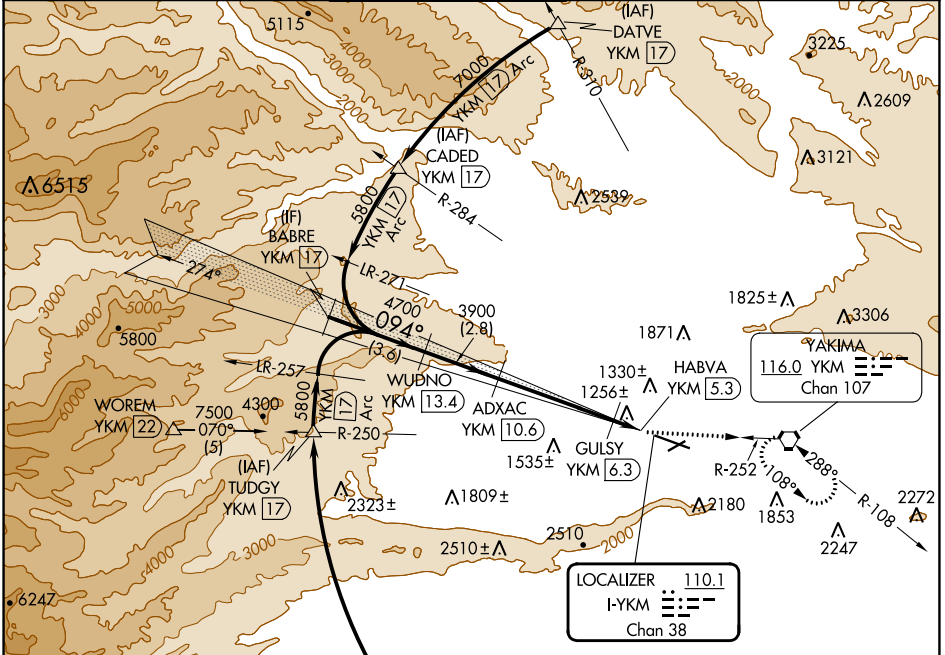 5115
(IAF)
DATVE
YKM 17
R-310
3225
2609
3121
7000
YKM 17 Arc
2000
3000
(IAF)
CADED
YKM 17
R-284
5800
YKM 17
Arc
2539
6515
(IF)
BABRE
YKM 17
LR-271
274°
4700
094°
(3.6)
3900
(2.8)
3000
4000
5000
5800
1825±
3306
1871
LR-257
WUDNO
YKM 13.4
ADXAC
YKM 10.6
1330±
1256±
HABVA
YKM 5.3
YAKIMA
116.0 YKM
Chan 107
WOREM
YKM 22
7500
070°
(5)
4300
5800
YKM
17
Arc
R-250
(IAF)
TUDGY
YKM 17
1535±
GULSY
YKM 6.3
R-252
108°
288°
R-108
2323±
1809±
2180
1853
2272
2247
4000
3000
2510±
2510
2000
6247
LOCALIZER 110.1
I-YKM
Chan 38